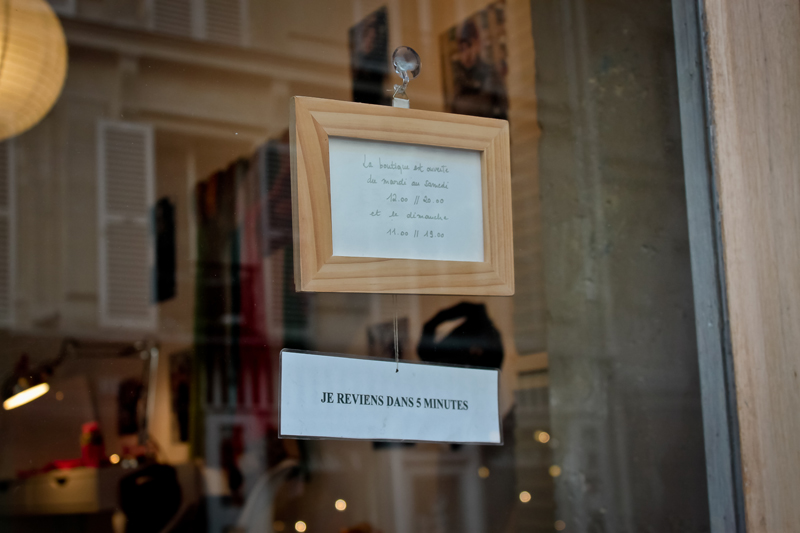 La boutique est ouverte
du mardi au Samedi
12.00 // 20.00
et le dimanche
11.00 // 19.00
JE REVIENS DANS 5 MINUTES